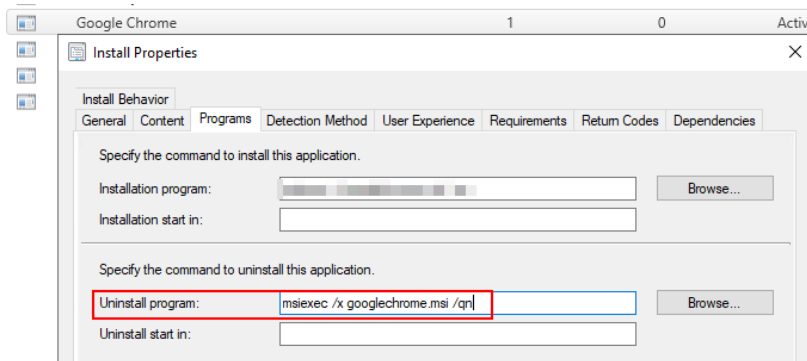 Google Chrome 1 0 Activ
Install Properties
Install Behavior
General Content Programs Detection Method User Experience Requirements Return Codes Dependencies
Specify the command to install this application.
Installation program: Browse...
Installation start in:
Specify the command to uninstall this application.
Uninstall program: msiexec /x googlechrome.msi /qn Browse...
Uninstall start in: